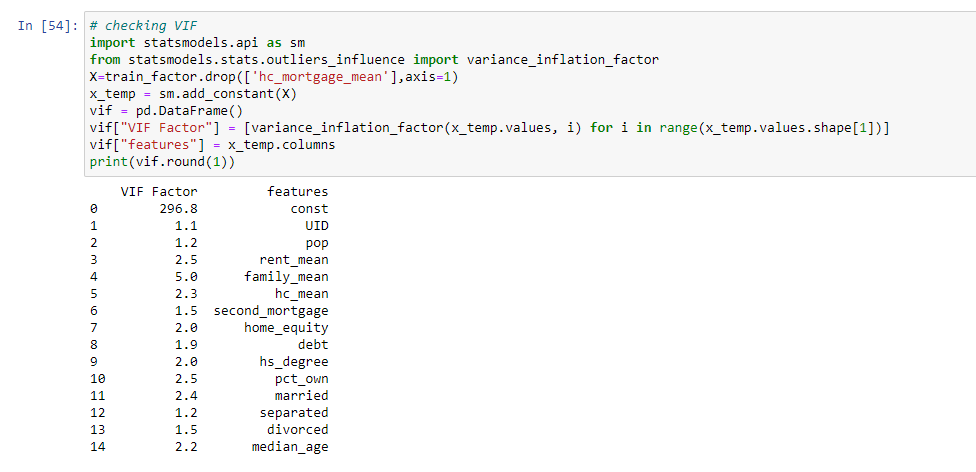 In [54]: # checking VIF
import statsmodels.api as sm
from statsmodels.stats.outliers_influence import variance_inflation_factor
X=train_factor.drop(['hc_mortgage_mean'],axis=1)
x_temp = sm.add_constant(X)
vif = pd.DataFrame()
vif["VIF Factor"] = [variance_inflation_factor(x_temp.values, i) for i in range(x_temp.values.shape[1])]
vif["features"] = x_temp.columns
print(vif.round(1))
VIF Factor features
0 296.8 const
1 1.1 UID
2 1.2 pop
3 2.5 rent_mean
4 5.0 family_mean
5 2.3 hc_mean
6 1.5 second_mortgage
7 2.0 home_equity
8 1.9 debt
9 2.0 hs_degree
10 2.5 pct_own
11 2.4 married
12 1.2 separated
13 1.5 divorced
14 2.2 median_age